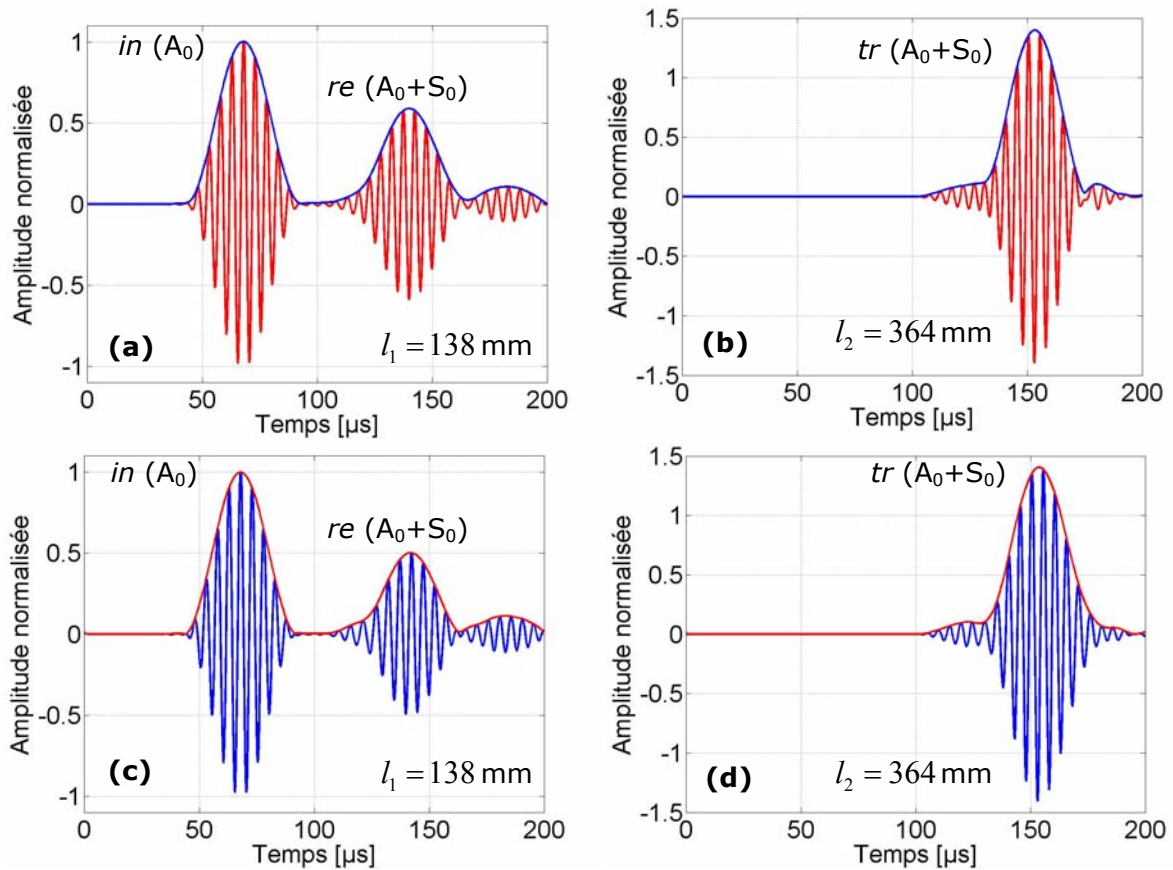 in (A₀)
re (A₀+S₀)
Amplitude normalisée
1
0.5
0
-0.5
-1
(a)
l₁ = 138 mm
0 50 100 150 200
Temps [µs]
tr (A₀+S₀)
Amplitude normalisée
1.5
1
0.5
0
-0.5
-1
-1.5
(b)
l₂ = 364 mm
0 50 100 150 200
Temps [µs]
in (A₀)
re (A₀+S₀)
Amplitude normalisée
1
0.5
0
-0.5
-1
(c)
l₁ = 138 mm
0 50 100 150 200
Temps [µs]
tr (A₀+S₀)
Amplitude normalisée
1.5
1
0.5
0
-0.5
-1
-1.5
(d)
l₂ = 364 mm
0 50 100 150 200
Temps [µs]